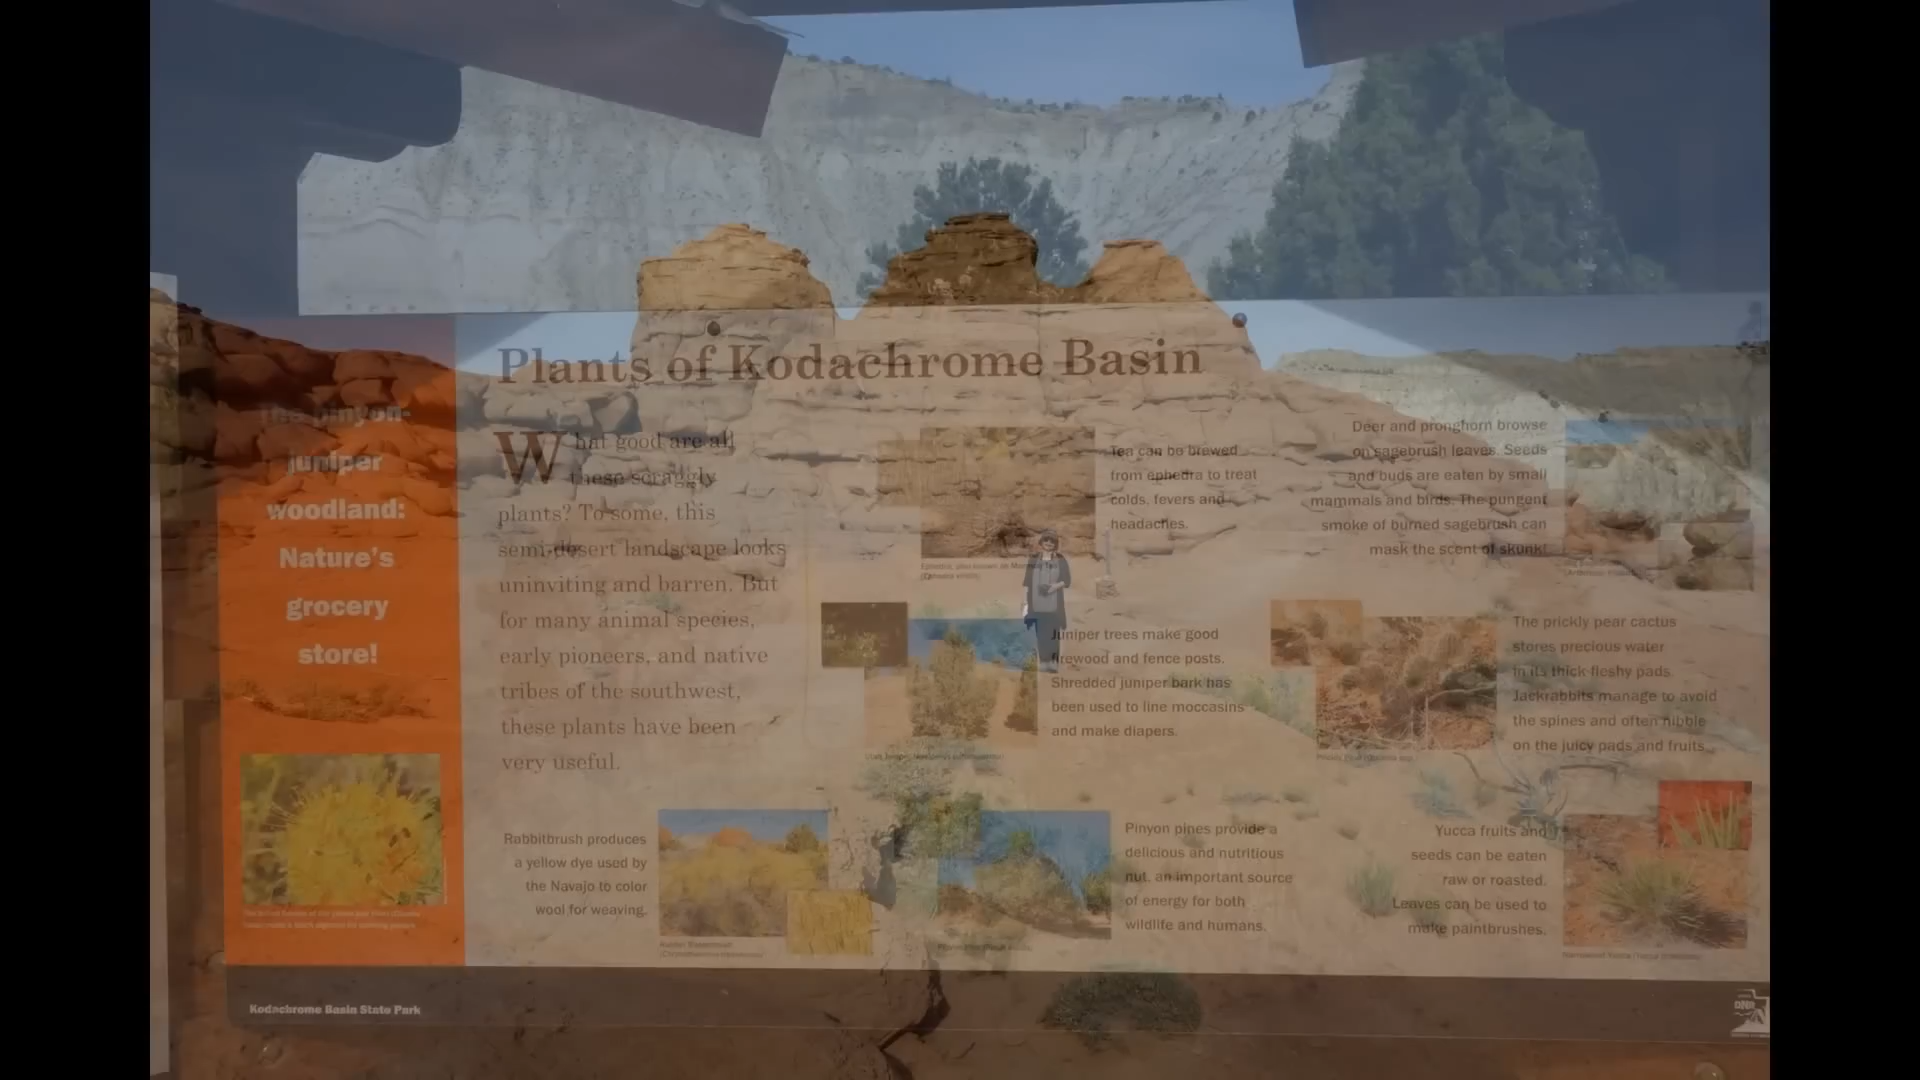 Plants of Kodachrome Basin
The pinyon-
juniper
woodland:
Nature's
grocery
store!
What good are all
these scraggly
plants? To some, this
semi-desert landscape looks
uninviting and barren. But
for many animal species,
early pioneers, and native
tribes of the southwest,
these plants have been
very useful.
Tea can be brewed
from ephedra to treat
colds, fevers and
headaches.
Deer and pronghorn browse
on sagebrush leaves. Seeds
and buds are eaten by small
mammals and birds. The pungent
smoke of burned sagebrush can
mask the scent of skunk!
Juniper trees make good
firewood and fence posts.
Shredded juniper bark has
been used to line moccasins
and make diapers.
The prickly pear cactus
stores precious water
in its thick fleshy pads.
Jackrabbits manage to avoid
the spines and often nibble
on the juicy pads and fruits.
Rabbitbrush produces
a yellow dye used by
the Navajo to color
wool for weaving.
Pinyon pines provide a
delicious and nutritious
nut, an important source
of energy for both
wildlife and humans.
Yucca fruits and
seeds can be eaten
raw or roasted.
Leaves can be used to
make paintbrushes.
Kodachrome Basin State Park
DNR